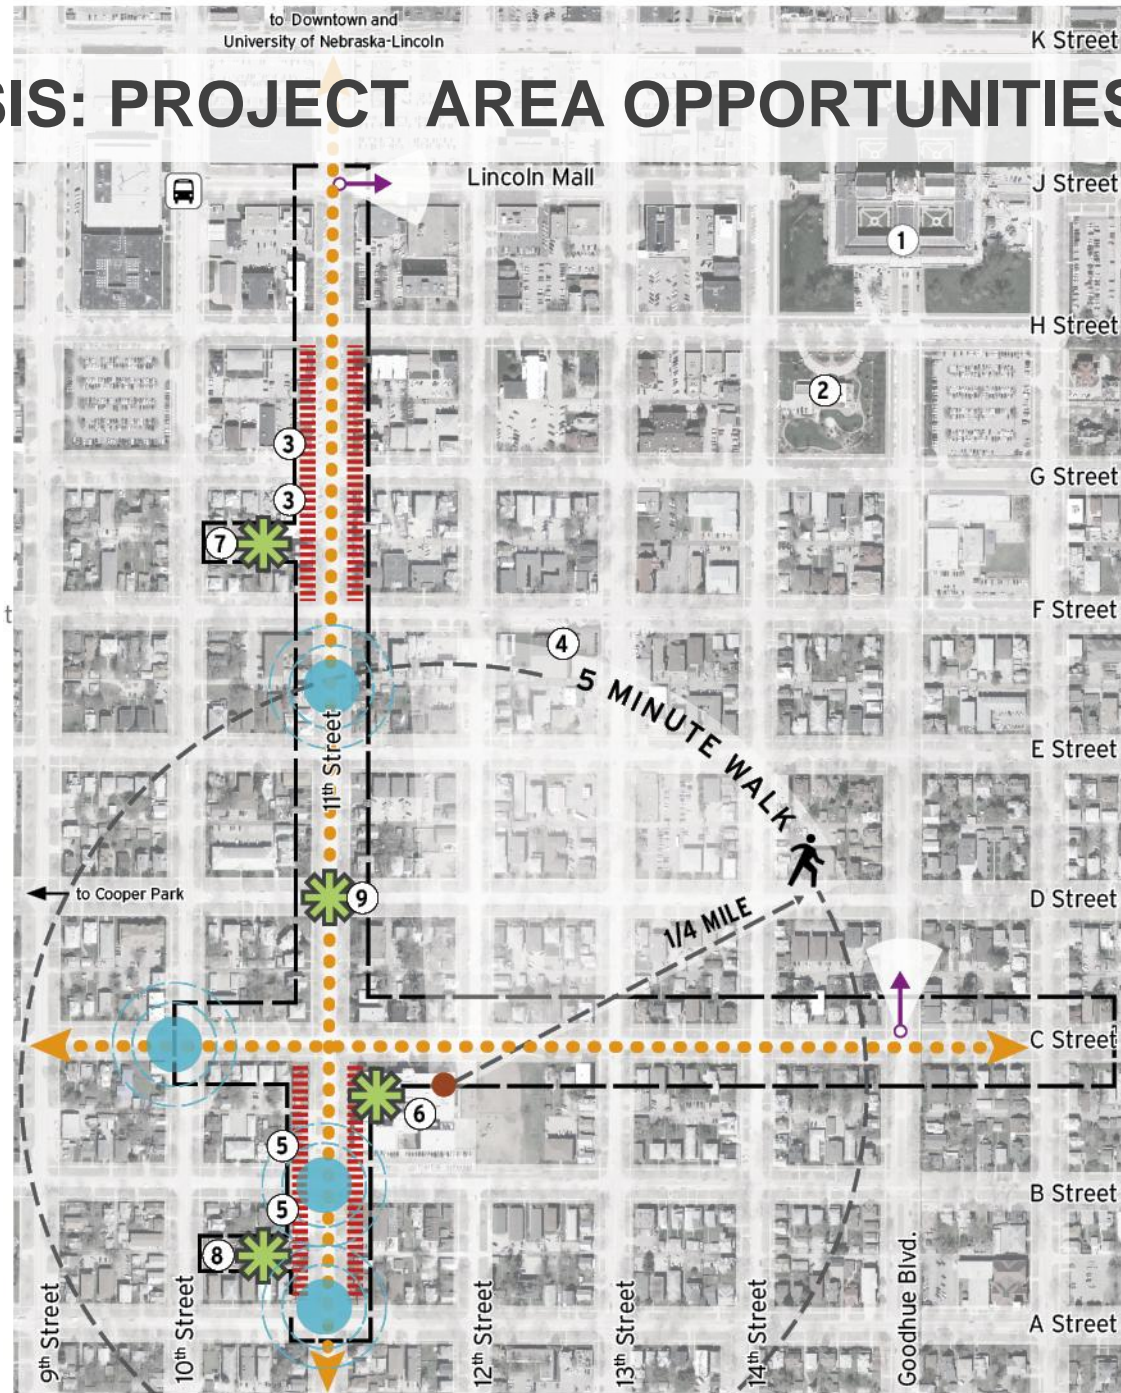 to Downtown and
University of Nebraska-Lincoln
K Street
SIS: PROJECT AREA OPPORTUNITIES
Lincoln Mall
J Street
1
H Street
2
3
G Street
3
7
F Street
t
4
5 MINUTE WALK
E Street
11th Street
to Cooper Park
9
D Street
1/4 MILE
C Street
6
5
B Street
5
8
A Street
9th Street
10th Street
12th Street
13th Street
14th Street
Goodhue Blvd.